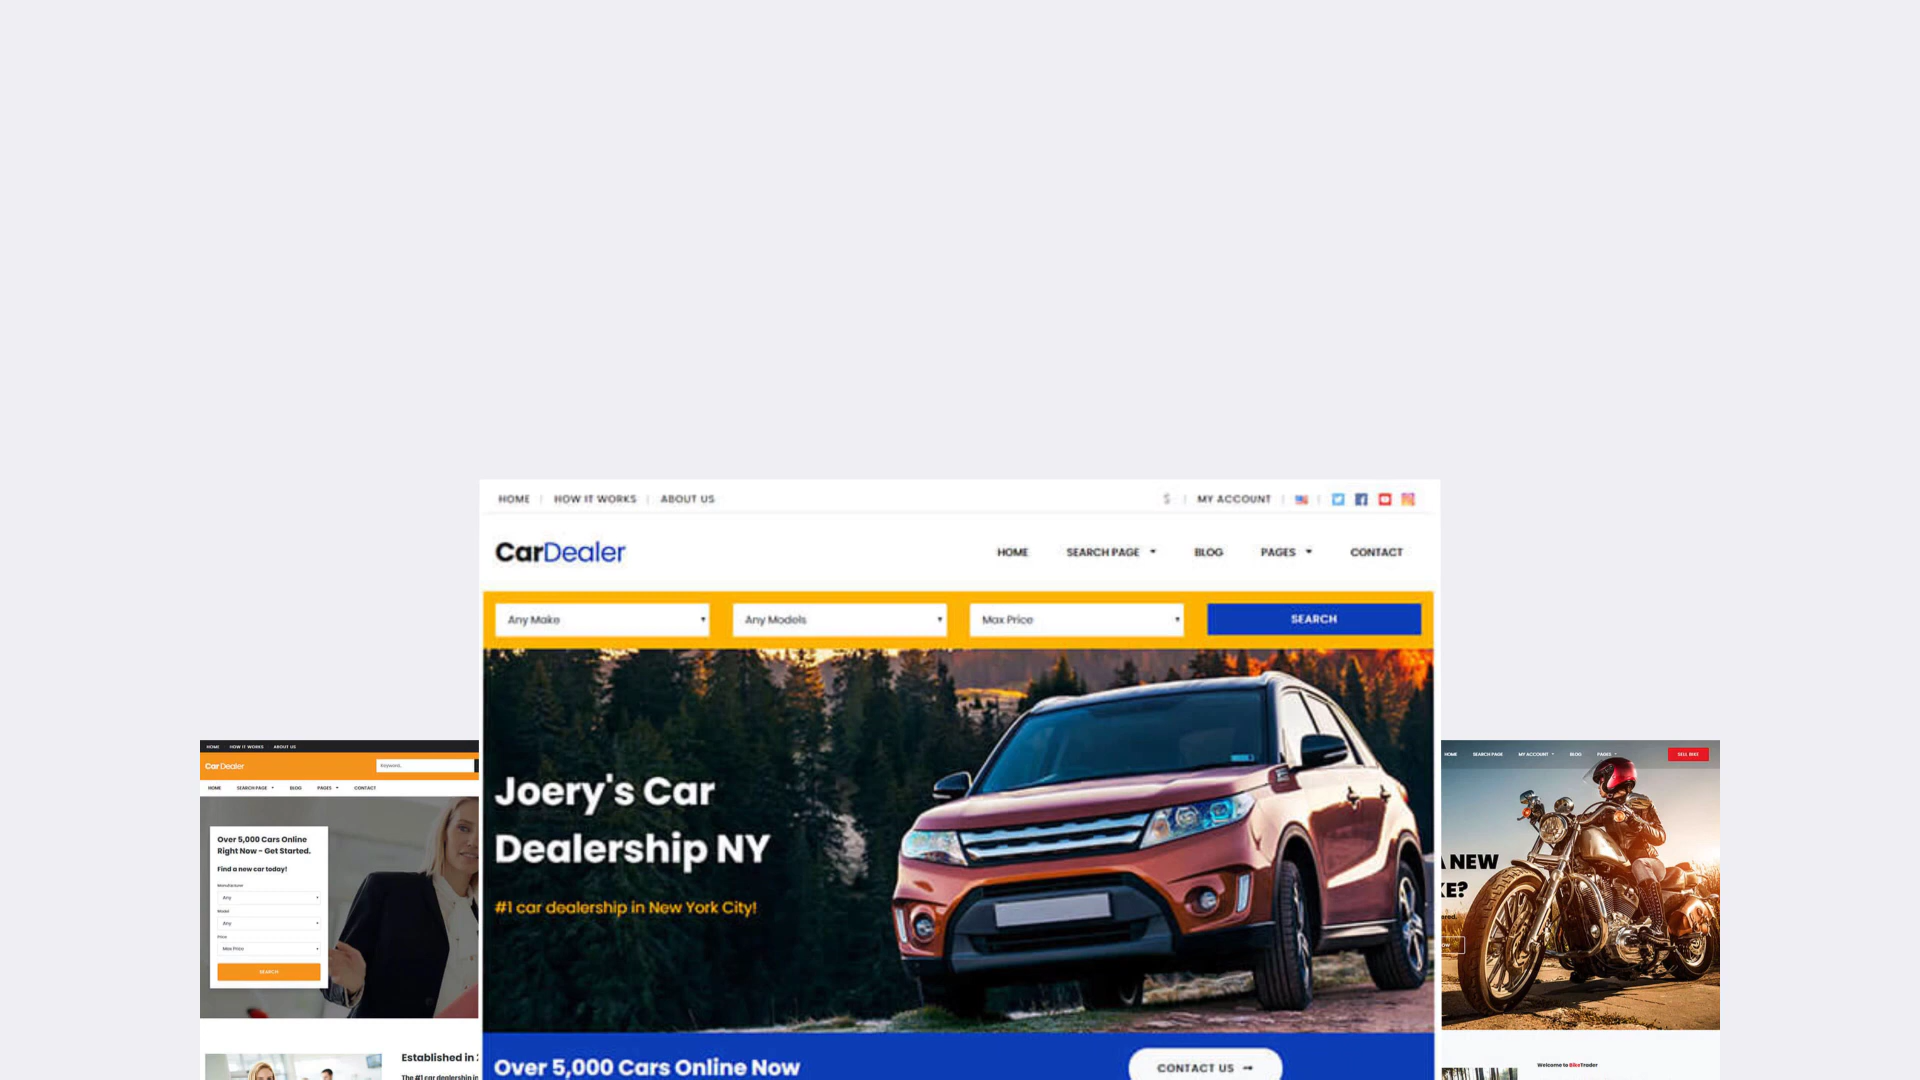 HOME | HOW IT WORKS | ABOUT US
$ | MY ACCOUNT
CarDealer
HOME SEARCH PAGE BLOG PAGES CONTACT
Any Make Any Models Max Price SEARCH
Joery's Car
Dealership NY
#1 car dealership in New York City!
Over 5,000 Cars Online Now
CONTACT US
HOME HOW IT WORKS ABOUT US
Car Dealer
Keyword..
HOME SEARCH PAGE BLOG PAGES CONTACT
Over 5,000 Cars Online
Right Now - Get Started.
Find a new car today!
Manufacturer
Any
Model
Any
Price
Max Price
SEARCH
Established in
The #1 car dealership in
HOME SEARCH PAGE MY ACCOUNT BLOG PAGES SELL BIKE
NEW
KE?
Welcome to BikeTrader